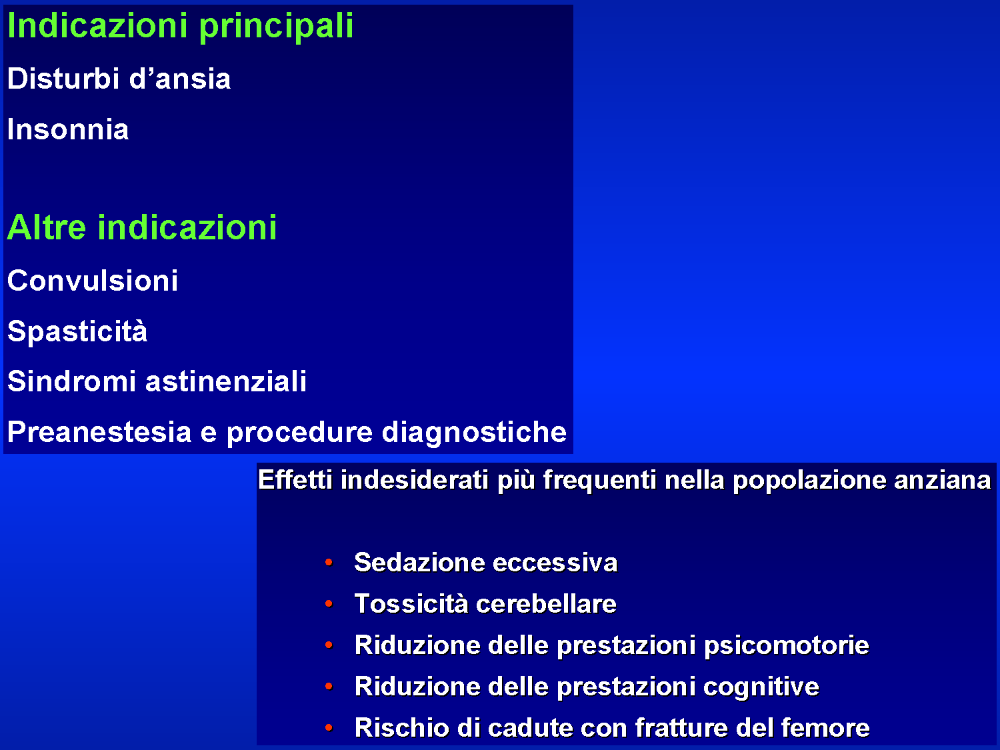 Indicazioni principali
Disturbi d’ansia
Insonnia
Altre indicazioni
Convulsioni
Spasticità
Sindromi astinenziali
Preanestesia e procedure diagnostiche
Effetti indesiderati più frequenti nella popolazione anziana
• Sedazione eccessiva
• Tossicità cerebellare
• Riduzione delle prestazioni psicomotorie
• Riduzione delle prestazioni cognitive
• Rischio di cadute con fratture del femore